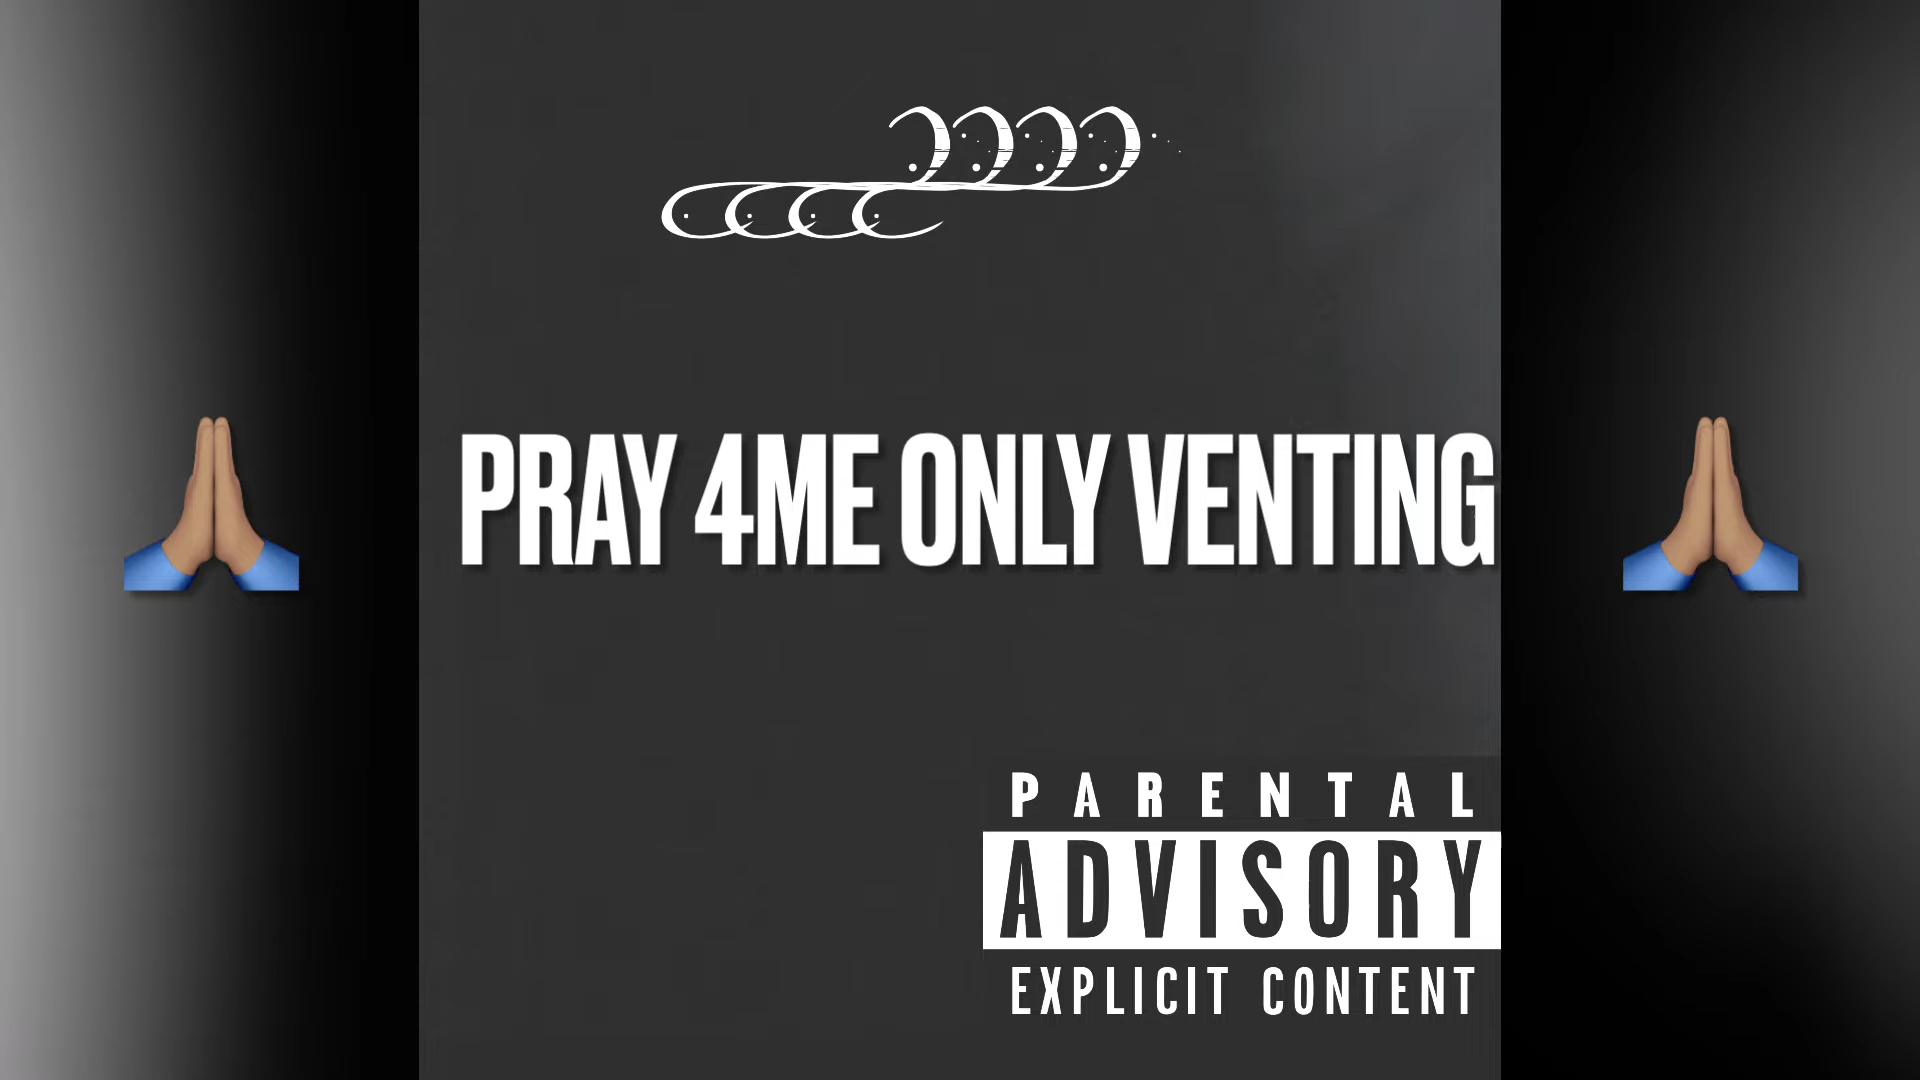 PRAY 4ME ONLY VENTING
PARENTAL
ADVISORY
EXPLICIT CONTENT